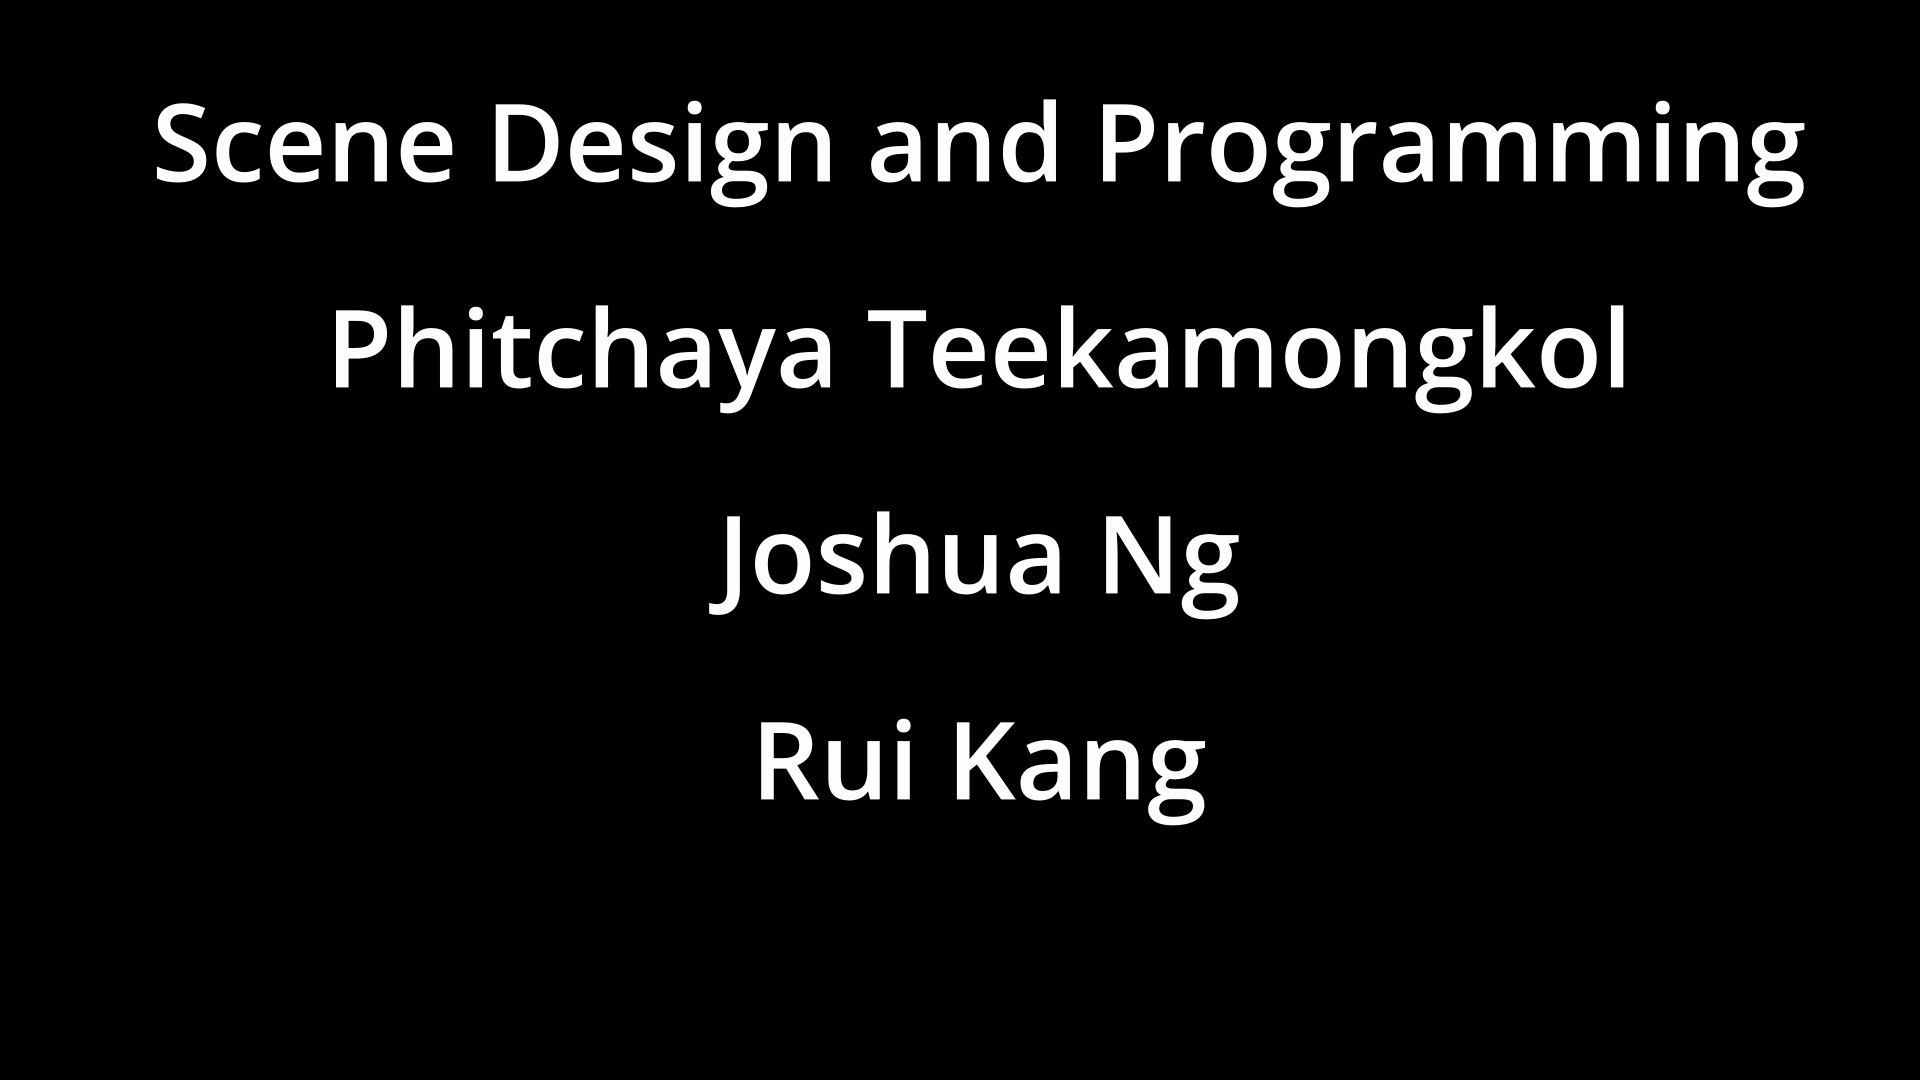 Scene Design and Programming
Phitchaya Teekamongkol
Joshua Ng
Rui Kang